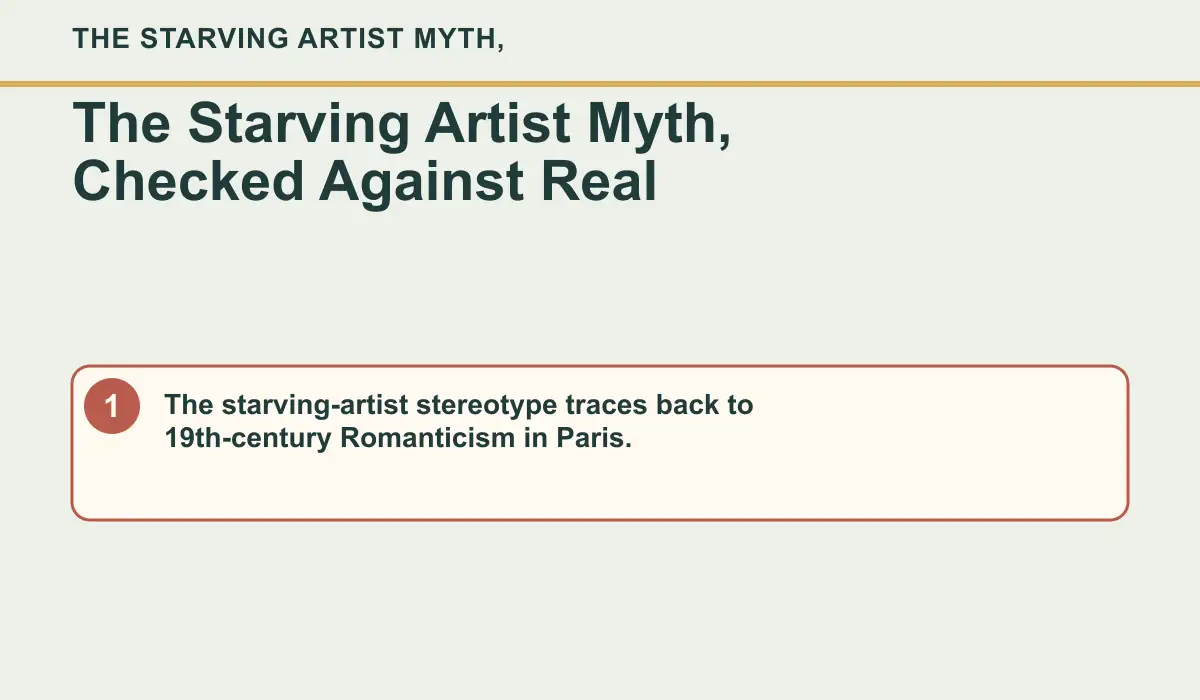 THE STARVING ARTIST MYTH,
The Starving Artist Myth,
Checked Against Real
1
The starving-artist stereotype traces back to
19th-century Romanticism in Paris.